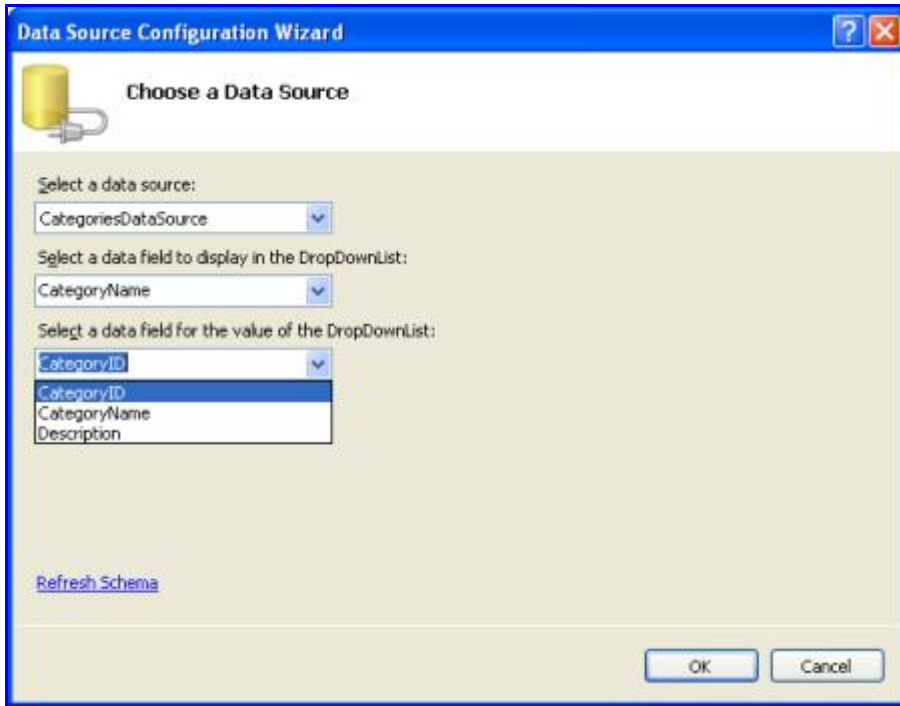 Data Source Configuration Wizard
Choose a Data Source
Select a data source:
CategoriesDataSource
Select a data field to display in the DropDownList:
CategoryName
Select a data field for the value of the DropDownList:
CategoryID
CategoryID
CategoryName
Description
Refresh Schema
OK Cancel